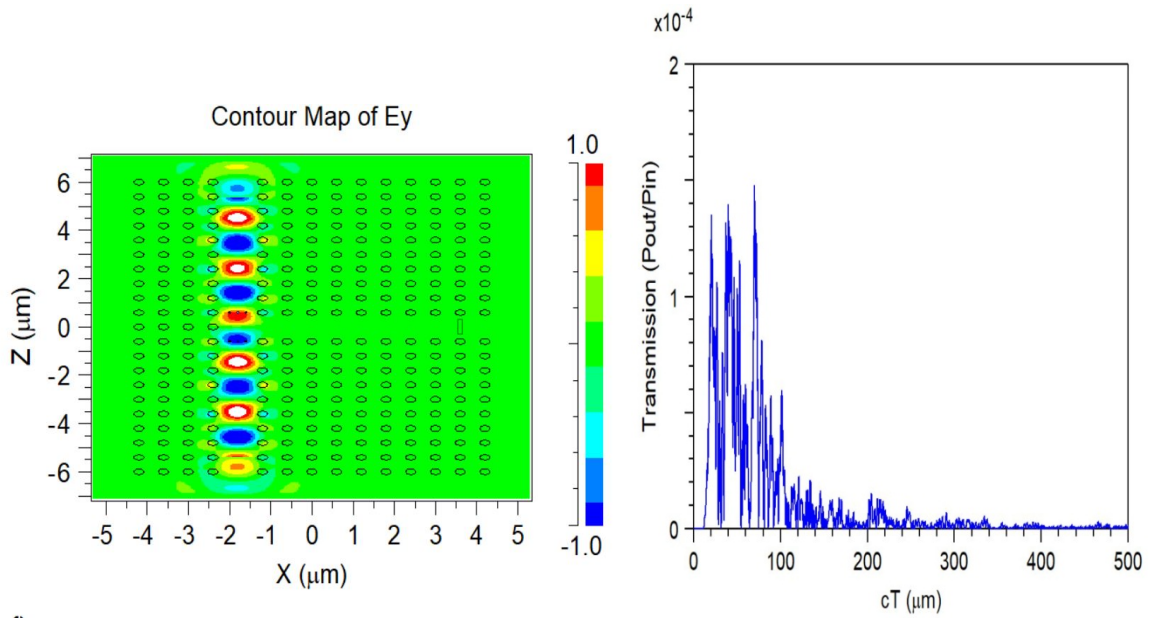 Contour Map of Ey
1.0
-1.0
Z (μm)
6
4
2
0
-2
-4
-6
-5 -4 -3 -2 -1 0 1 2 3 4 5
X (μm)
x10-4
Transmission (Pout/Pin)
2
1
0
0 100 200 300 400 500
cT (μm)